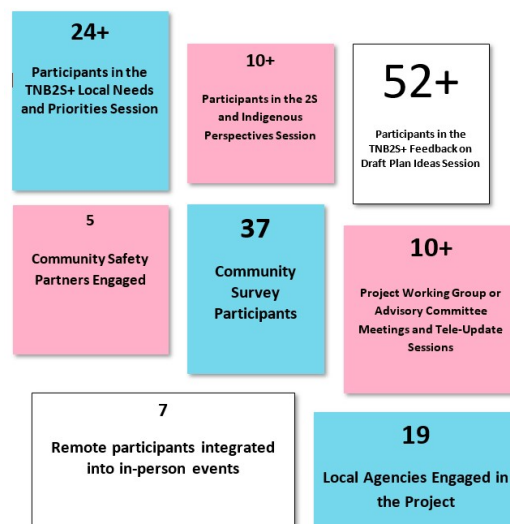 24+
Participants in the
TNB2S+ Local Needs
and Priorities Session
10+
Participants in the 2S
and Indigenous
Perspectives Session
52+
Participants in the
TNB2S+ Feedback on
Draft Plan Ideas Session
5
Community Safety
Partners Engaged
37
Community
Survey
Participants
10+
Project Working Group or
Advisory Committee
Meetings and Tele-Update
Sessions
7
Remote participants integrated
into in-person events
19
Local Agencies Engaged in
the Project